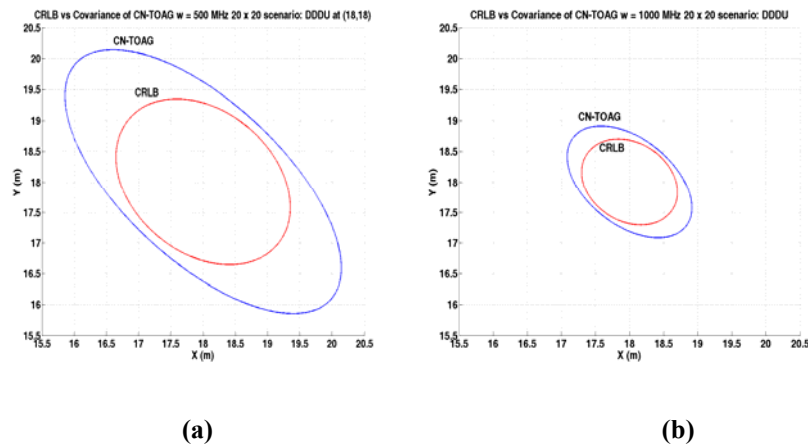 CRLB vs Covariance of CN-TOAG w = 500 MHz 20 x 20 scenario: DDDU at (18,18)
20.5
20
19.5
19
18.5
18
17.5
17
16.5
16
15.5
Y (m)
CN-TOAG
CRLB
15.5 16 16.5 17 17.5 18 18.5 19 19.5 20 20.5
X (m)
(a)
CRLB vs Covariance of CN-TOAG w = 1000 MHz 20 x 20 scenario: DDDU
20.5
20
19.5
19
18.5
18
17.5
17
16.5
16
15.5
Y (m)
CN-TOAG
CRLB
15.5 16 16.5 17 17.5 18 18.5 19 19.5 20 20.5
X (m)
(b)